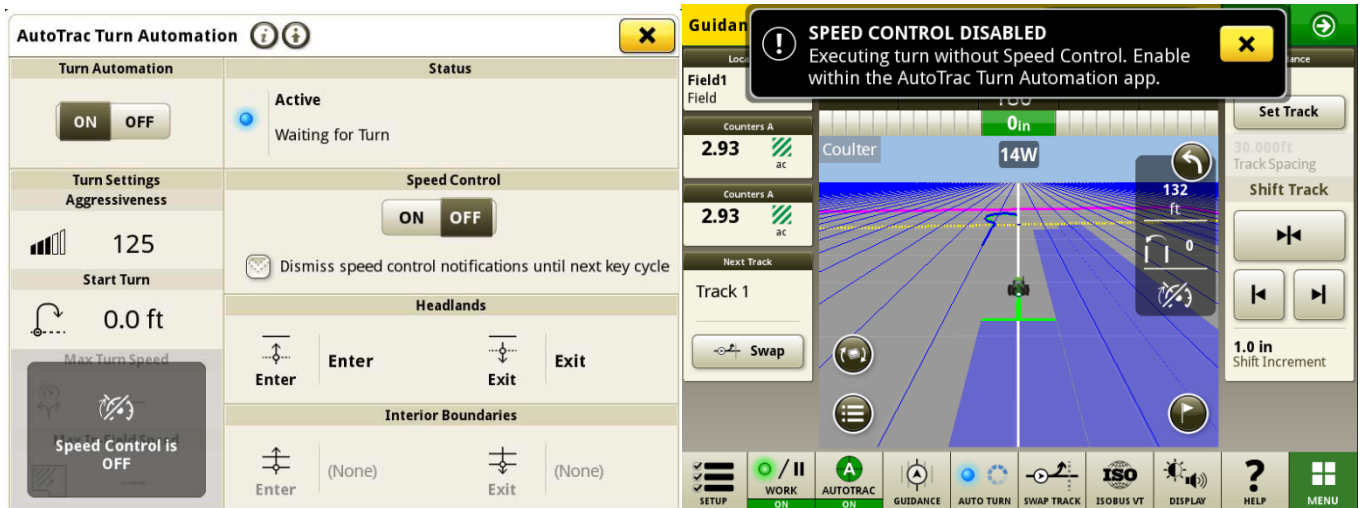 AutoTrac Turn Automation
Turn Automation
ON OFF
Status
Active
Waiting for Turn
Turn Settings
Aggressiveness
125
Start Turn
0.0 ft
Max Turn Speed
Speed Control is
OFF
Speed Control
ON OFF
Dismiss speed control notifications until next key cycle
Headlands
Enter
Enter
Exit
Exit
Interior Boundaries
Enter
(None)
Exit
(None)
Guidan
SPEED CONTROL DISABLED
Executing turn without Speed Control. Enable
within the AutoTrac Turn Automation app.
Field1
Field
Counters A
2.93
ac
Counters A
2.93
ac
Next Track
Track 1
Swap
0in
Coulter
14W
132
ft
0
Set Track
30.000ft
Track Spacing
Shift Track
1.0 in
Shift Increment
SETUP
WORK
ON
AUTOTRAC
ON
GUIDANCE
AUTO TURN
SWAP TRACK
ISO
ISOBUS VT
DISPLAY
HELP
MENU